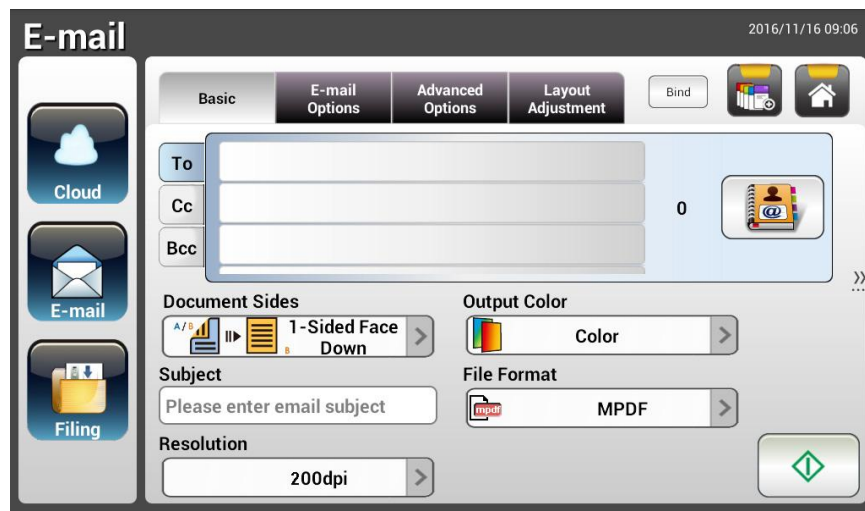 E-mail
2016/11/16 09:06
Basic
E-mail
Options
Advanced
Options
Layout
Adjustment
Bind
Cloud
E-mail
Filing
To
Cc
0
@
Bcc
Document Sides
Output Color
A/B
B
1-Sided Face
Down
Color
Subject
File Format
Please enter email subject
mpdf
MPDF
Resolution
200dpi